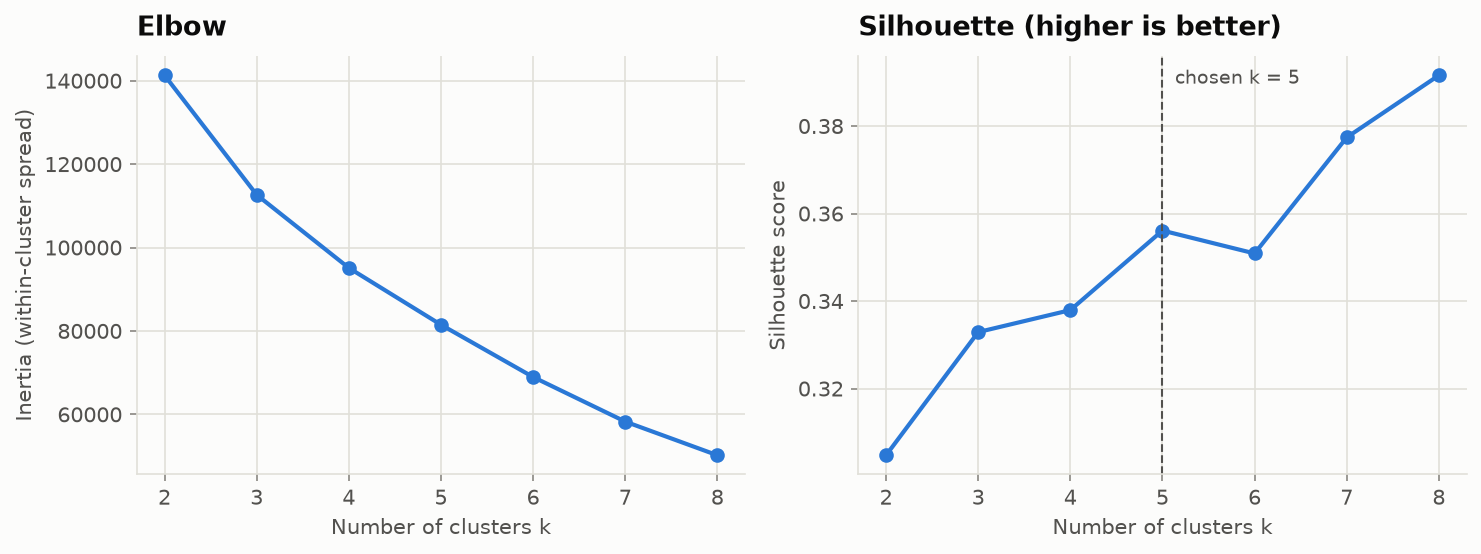 Elbow
Inertia (within-cluster spread)
140000
120000
100000
80000
60000
2 3 4 5 6 7 8
Number of clusters k
Silhouette (higher is better)
chosen k = 5
Silhouette score
0.38
0.36
0.34
0.32
2 3 4 5 6 7 8
Number of clusters k